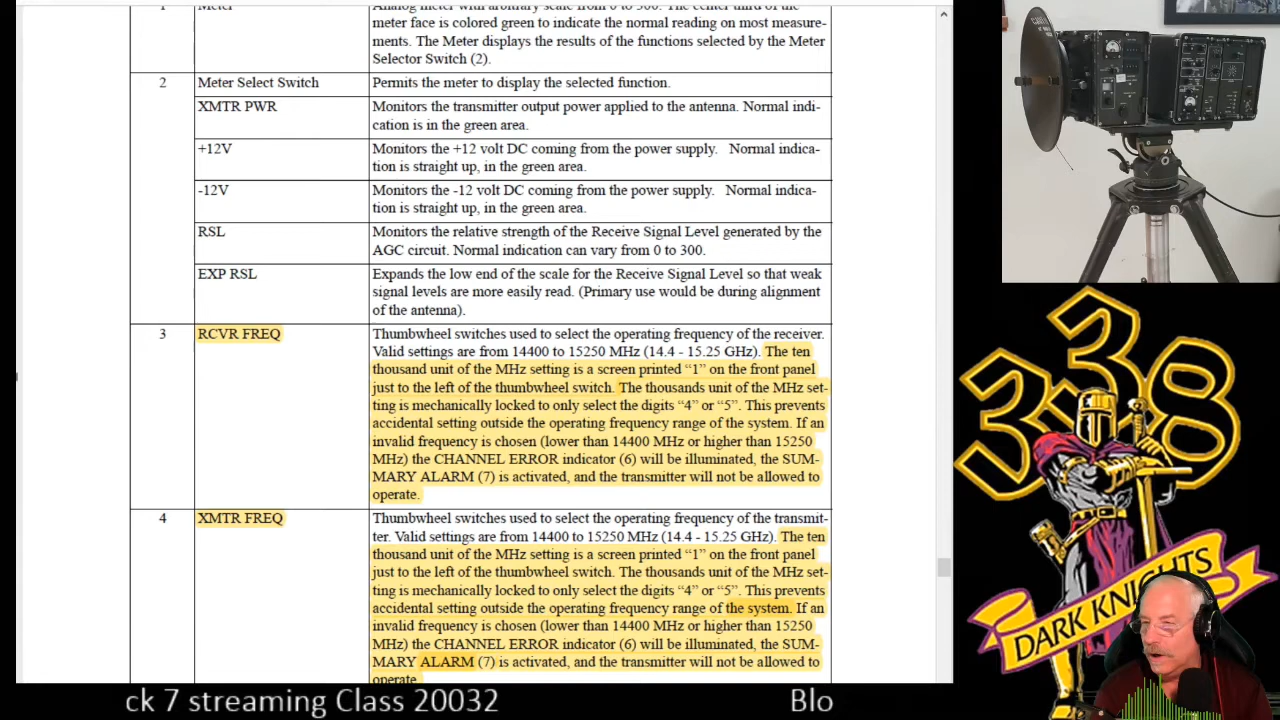 1 Meter Analog meter with arbitrary scale from 0 to 300. The center third of the
meter face is colored green to indicate the normal reading on most measure-
ments. The Meter displays the results of the functions selected by the Meter
Selector Switch (2).
2 Meter Select Switch Permits the meter to display the selected function.
XMTR PWR Monitors the transmitter output power applied to the antenna. Normal indi-
cation is in the green area.
+12V Monitors the +12 volt DC coming from the power supply. Normal indica-
tion is straight up, in the green area.
-12V Monitors the -12 volt DC coming from the power supply. Normal indica-
tion is straight up, in the green area.
RSL Monitors the relative strength of the Receive Signal Level generated by the
AGC circuit. Normal indication can vary from 0 to 300.
EXP RSL Expands the low end of the scale for the Receive Signal Level so that weak
signal levels are more easily read. (Primary use would be during alignment
of the antenna).
3 RCVR FREQ Thumbwheel switches used to select the operating frequency of the receiver.
Valid settings are from 14400 to 15250 MHz (14.4 - 15.25 GHz). The ten
thousand unit of the MHz setting is a screen printed “1” on the front panel
just to the left of the thumbwheel switch. The thousands unit of the MHz set-
ting is mechanically locked to only select the digits “4” or “5”. This prevents
accidental setting outside the operating frequency range of the system. If an
invalid frequency is chosen (lower than 14400 MHz or higher than 15250
MHz) the CHANNEL ERROR indicator (6) will be illuminated, the SUM-
MARY ALARM (7) is activated, and the transmitter will not be allowed to
operate.
4 XMTR FREQ Thumbwheel switches used to select the operating frequency of the transmit-
ter. Valid settings are from 14400 to 15250 MHz (14.4 - 15.25 GHz). The ten
thousand unit of the MHz setting is a screen printed “1” on the front panel
just to the left of the thumbwheel switch. The thousands unit of the MHz set-
ting is mechanically locked to only select the digits “4” or “5”. This prevents
accidental setting outside the operating frequency range of the system. If an
invalid frequency is chosen (lower than 14400 MHz or higher than 15250
MHz) the CHANNEL ERROR indicator (6) will be illuminated, the SUM-
MARY ALARM (7) is activated, and the transmitter will not be allowed to
operate.
338
DARK KNIGHTS
ck 7 streaming Class 20032 Blo